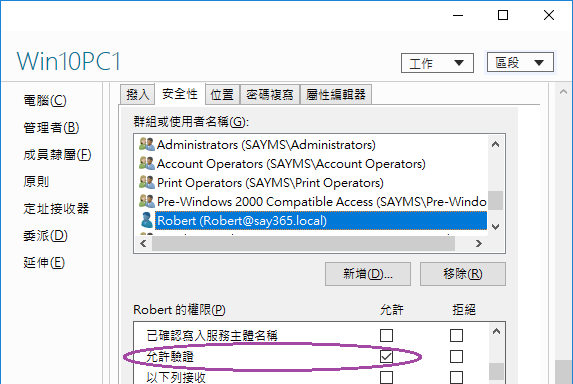 Win10PC1
工作
區段
電腦(C)
管理者(B)
成員隸屬(F)
原則
定址接收器
委派(D)
延伸(E)
撥入 安全性 位置 密碼複寫 屬性編輯器
群組或使用者名稱(G):
Administrators (SAYMS\Administrators)
Account Operators (SAYMS\Account Operators)
Print Operators (SAYMS\Print Operators)
Pre-Windows 2000 Compatible Access (SAYMS\Pre-Windo
Robert (Robert@say365.local)
新增(D)... 移除(R)
Robert 的權限(P) 允許 拒絕
已確認寫入服務主體名稱
允許驗證
以下列接收